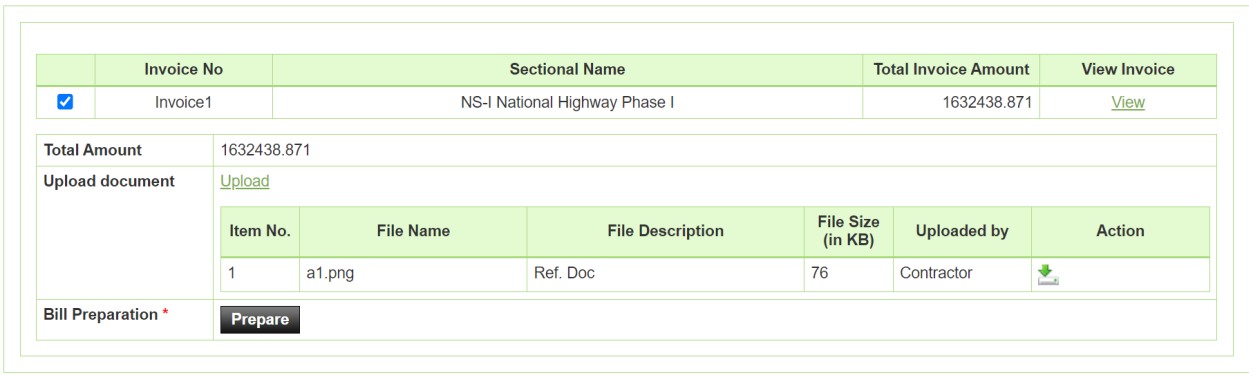 Invoice No Sectional Name Total Invoice Amount View Invoice
Invoice1 NS-I National Highway Phase I 1632438.871 View
Total Amount 1632438.871
Upload document Upload
Item No. File Name File Description File Size (in KB) Uploaded by Action
1 a1.png Ref. Doc 76 Contractor
Bill Preparation * Prepare